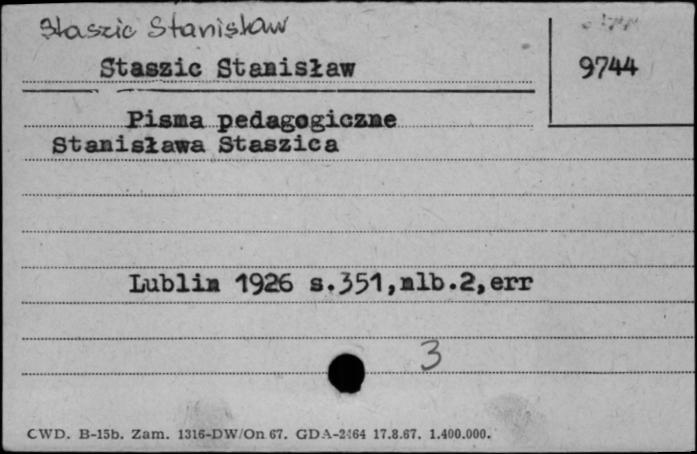 Staszic Stanisław
Staszic Stanisław
9744
Pisma pedagogiczne
Stanisława Staszica
Lublin 1926 s.351,nlb.2,err
3
CWD. B-15b. Zam. 1316-DW/On 67. GDA-2464 17.8.67. 1.400.000.